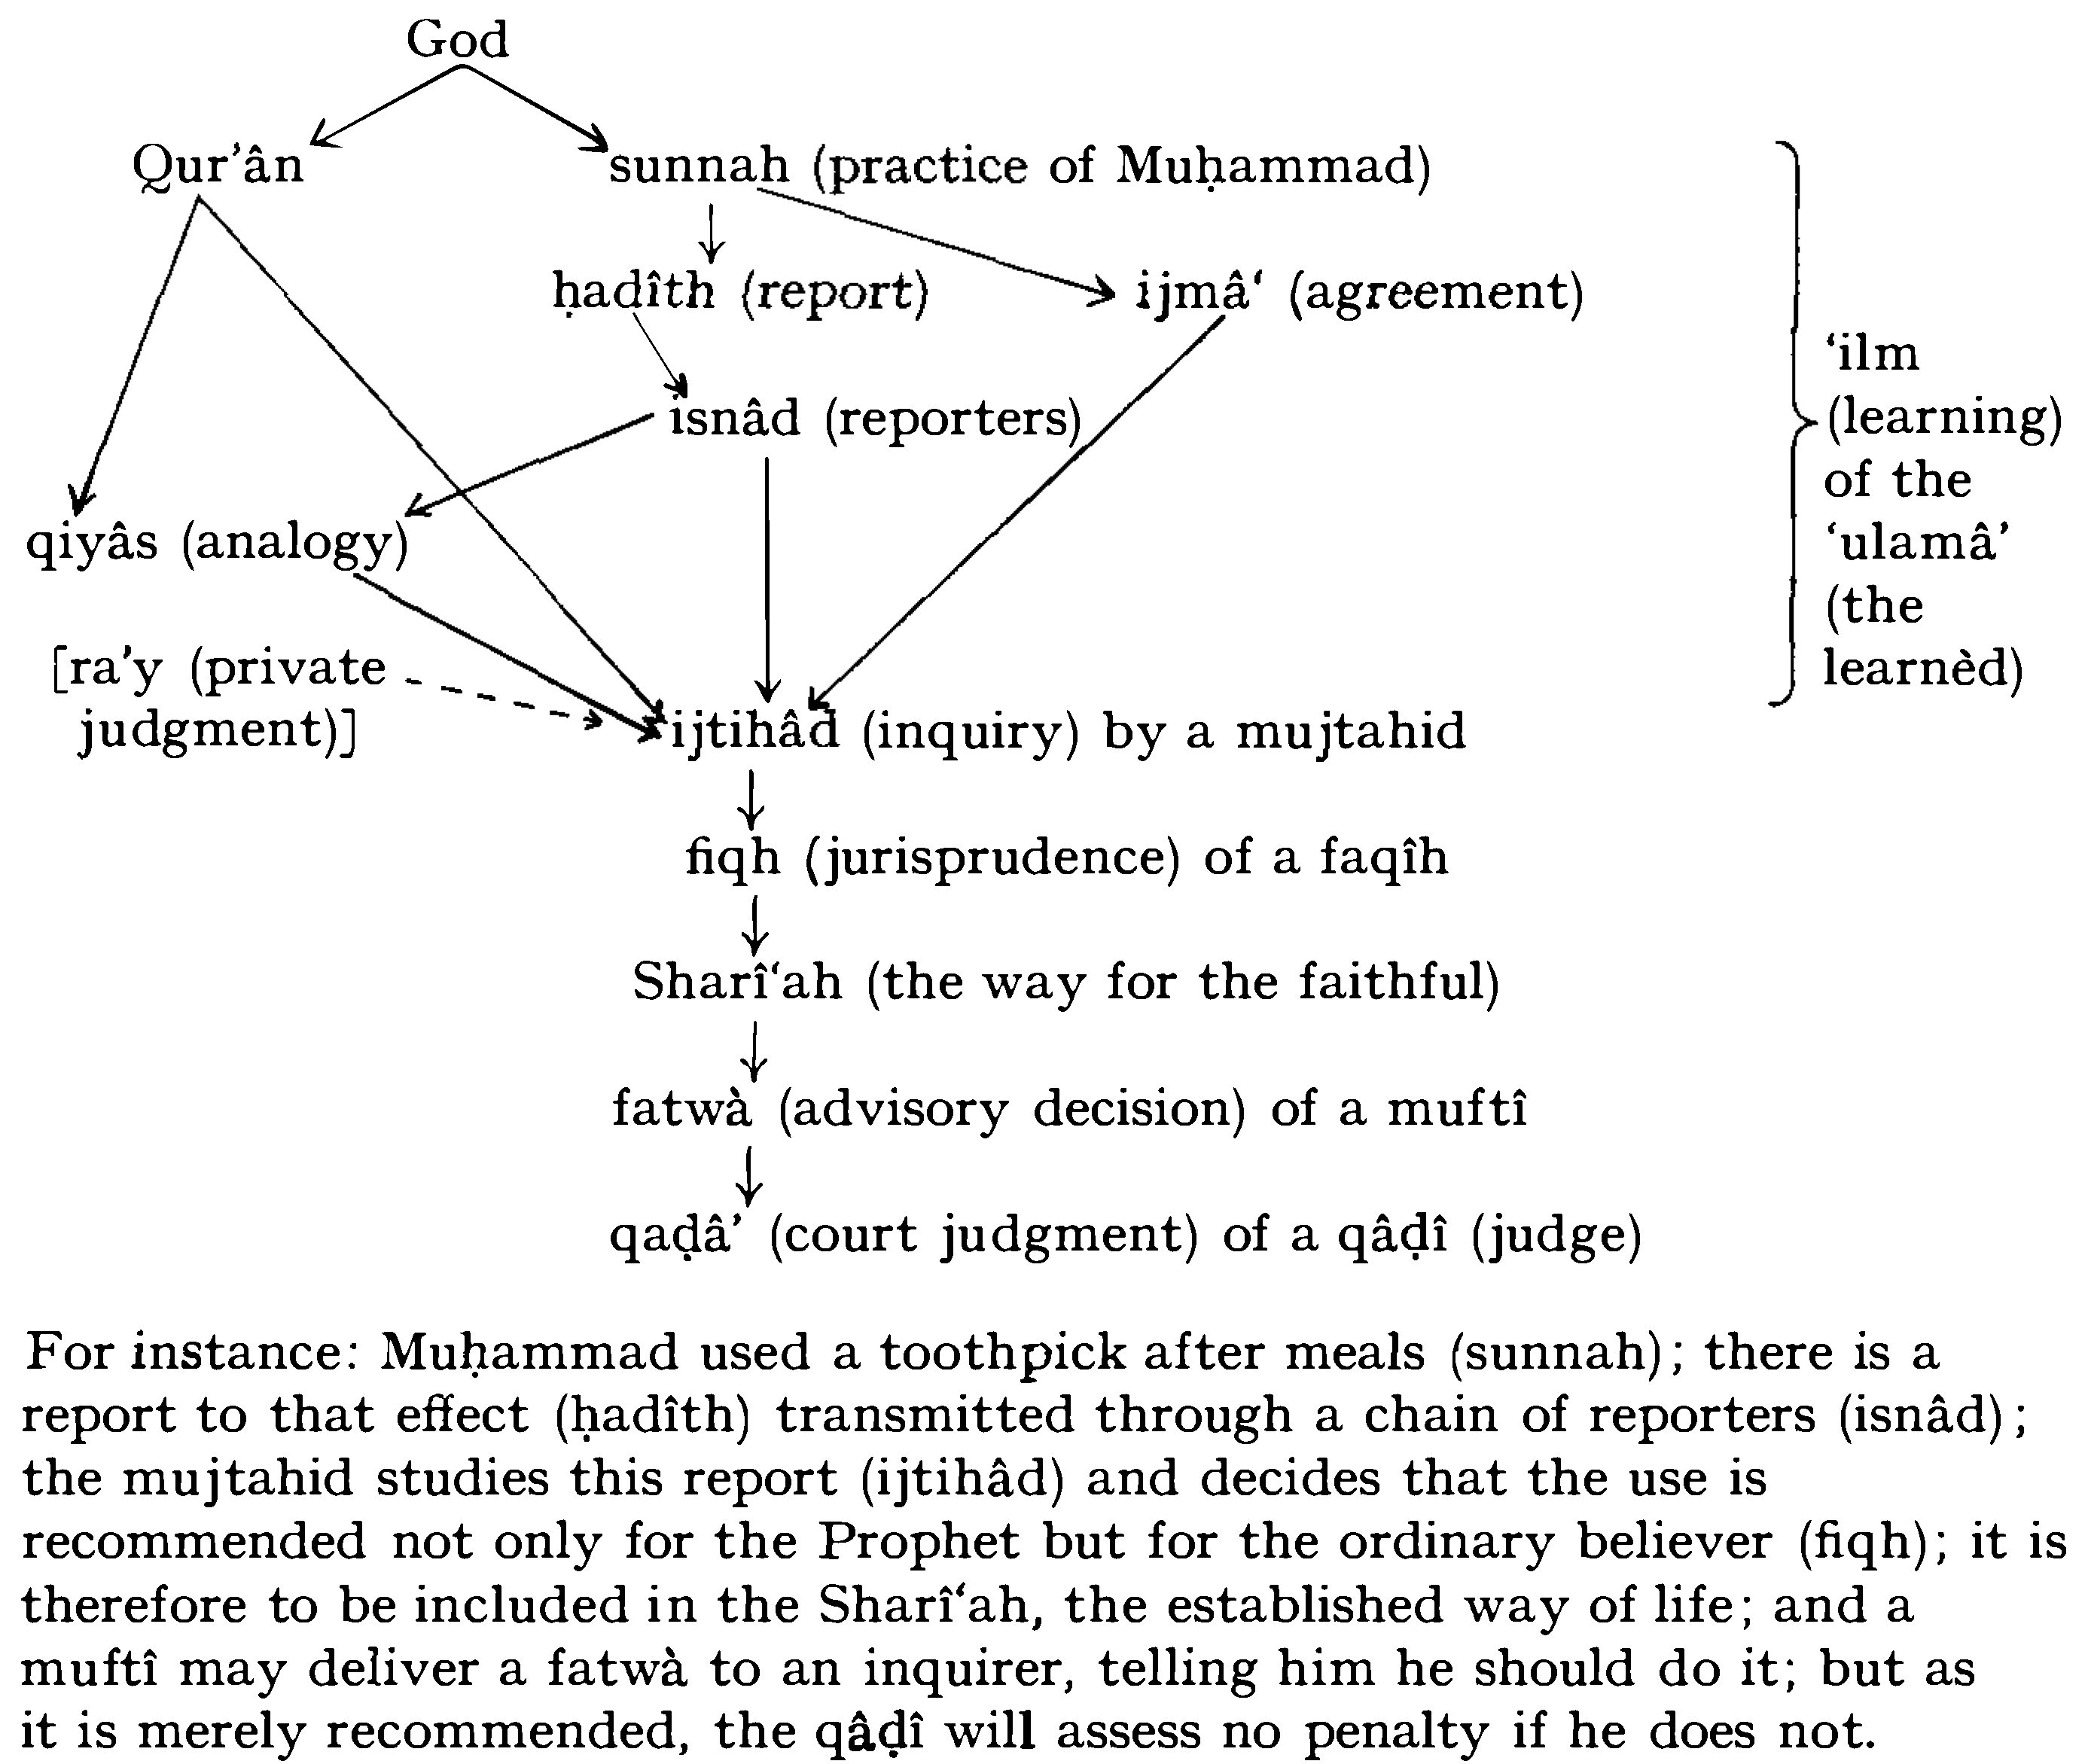 God
Qur’ân
sunnah (practice of Muḥammad)
ḥadîth (report)
ijmâ‘ (agreement)
isnâd (reporters)
qiyâs (analogy)
[ra’y (private
judgment)]
‘ilm
(learning)
of the
‘ulamâ’
(the
learnèd)
ijtihâd (inquiry) by a mujtahid
fiqh (jurisprudence) of a faqîh
Sharî‘ah (the way for the faithful)
fatwà (advisory decision) of a muftî
qaḍâ’ (court judgment) of a qâḍî (judge)
For instance: Muḥammad used a toothpick after meals (sunnah); there is a
report to that effect (ḥadîth) transmitted through a chain of reporters (isnâd);
the mujtahid studies this report (ijtihâd) and decides that the use is
recommended not only for the Prophet but for the ordinary believer (fiqh); it is
therefore to be included in the Sharî‘ah, the established way of life; and a
muftî may deliver a fatwà to an inquirer, telling him he should do it; but as
it is merely recommended, the qâḍî will assess no penalty if he does not.